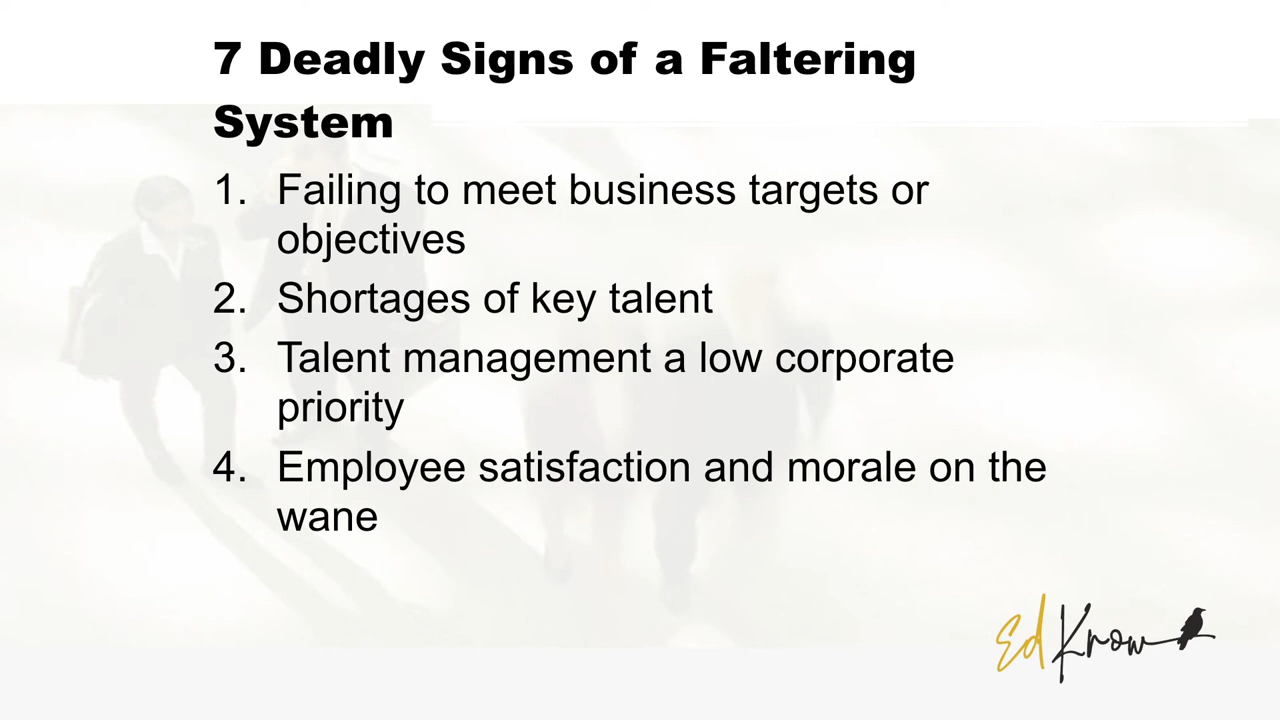 7 Deadly Signs of a Faltering
System
1. Failing to meet business targets or
objectives
2. Shortages of key talent
3. Talent management a low corporate
priority
4. Employee satisfaction and morale on the
wane
Ed Know